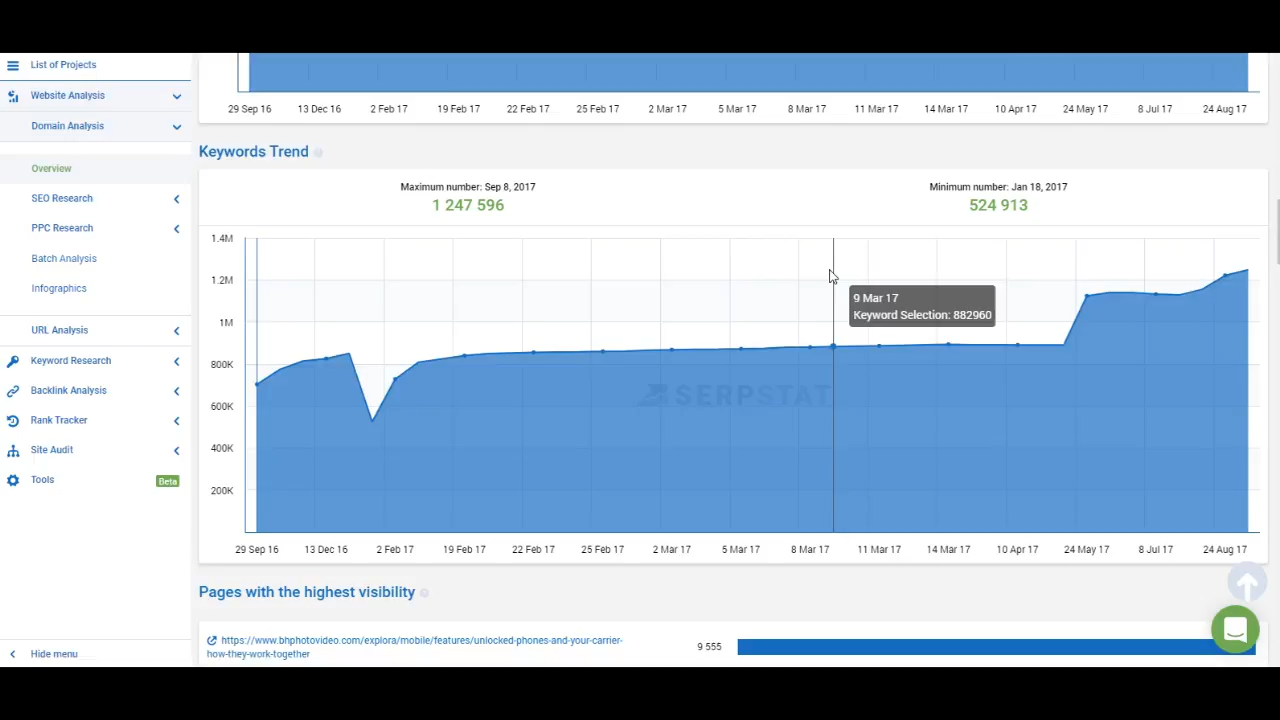 List of Projects
Website Analysis
Domain Analysis
Overview
SEO Research
PPC Research
Batch Analysis
Infographics
URL Analysis
Keyword Research
Backlink Analysis
Rank Tracker
Site Audit
Tools
Beta
Hide menu
29 Sep 16 13 Dec 16 2 Feb 17 19 Feb 17 22 Feb 17 25 Feb 17 2 Mar 17 5 Mar 17 8 Mar 17 11 Mar 17 14 Mar 17 10 Apr 17 24 May 17 8 Jul 17 24 Aug 17
Keywords Trend
Maximum number: Sep 8, 2017
1 247 596
Minimum number: Jan 18, 2017
524 913
1.4M
1.2M
1M
800K
600K
400K
200K
9 Mar 17
Keyword Selection: 882960
SERPSTAT
29 Sep 16 13 Dec 16 2 Feb 17 19 Feb 17 22 Feb 17 25 Feb 17 2 Mar 17 5 Mar 17 8 Mar 17 11 Mar 17 14 Mar 17 10 Apr 17 24 May 17 8 Jul 17 24 Aug 17
Pages with the highest visibility
https://www.bhphotovideo.com/explora/mobile/features/unlocked-phones-and-your-carrier-
how-they-work-together
9 555